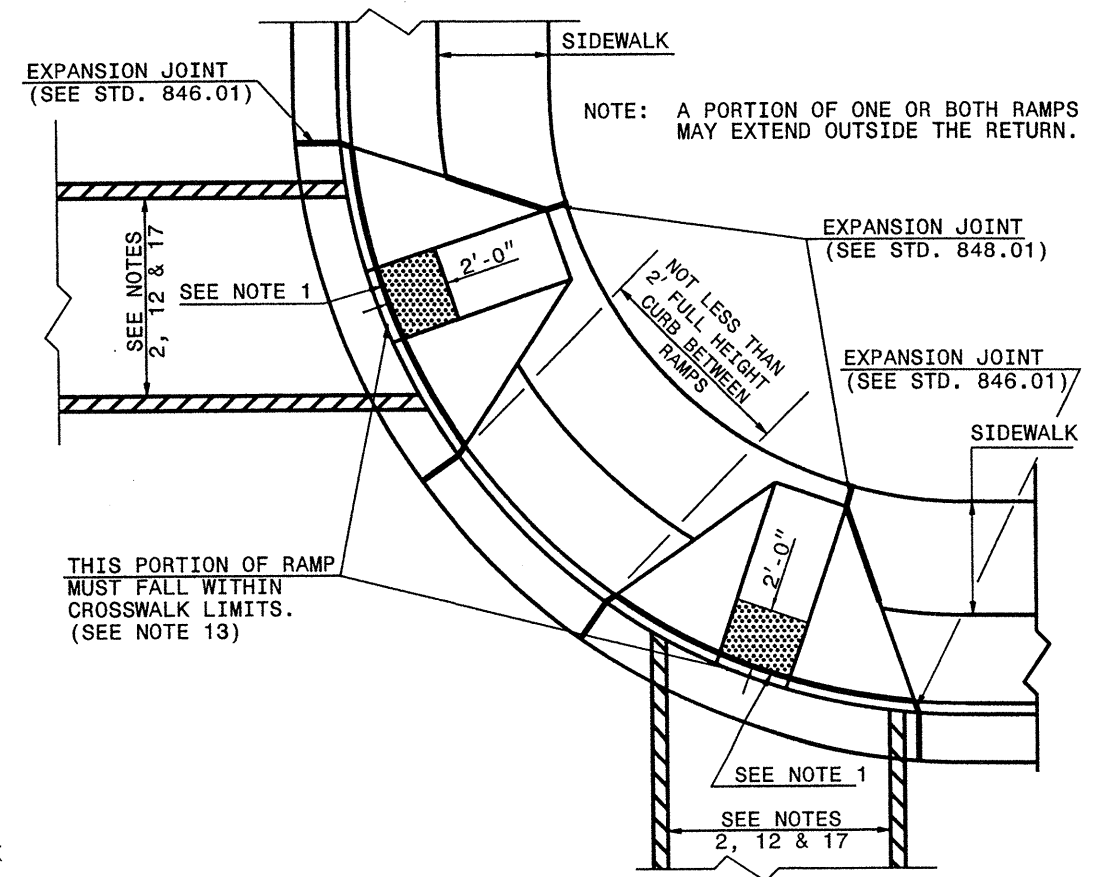 SIDEWALK
EXPANSION JOINT
(SEE STD. 846.01)
NOTE: A PORTION OF ONE OR BOTH RAMPS
MAY EXTEND OUTSIDE THE RETURN.
EXPANSION JOINT
(SEE STD. 848.01)
SEE NOTES
2, 12 & 17
SEE NOTE 1
2'-0"
NOT LESS THAN
2' FULL HEIGHT
CURB BETWEEN
RAMPS
EXPANSION JOINT
(SEE STD. 846.01)
SIDEWALK
THIS PORTION OF RAMP
MUST FALL WITHIN
CROSSWALK LIMITS.
(SEE NOTE 13)
2'-0"
SEE NOTE 1
SEE NOTES
2, 12 & 17